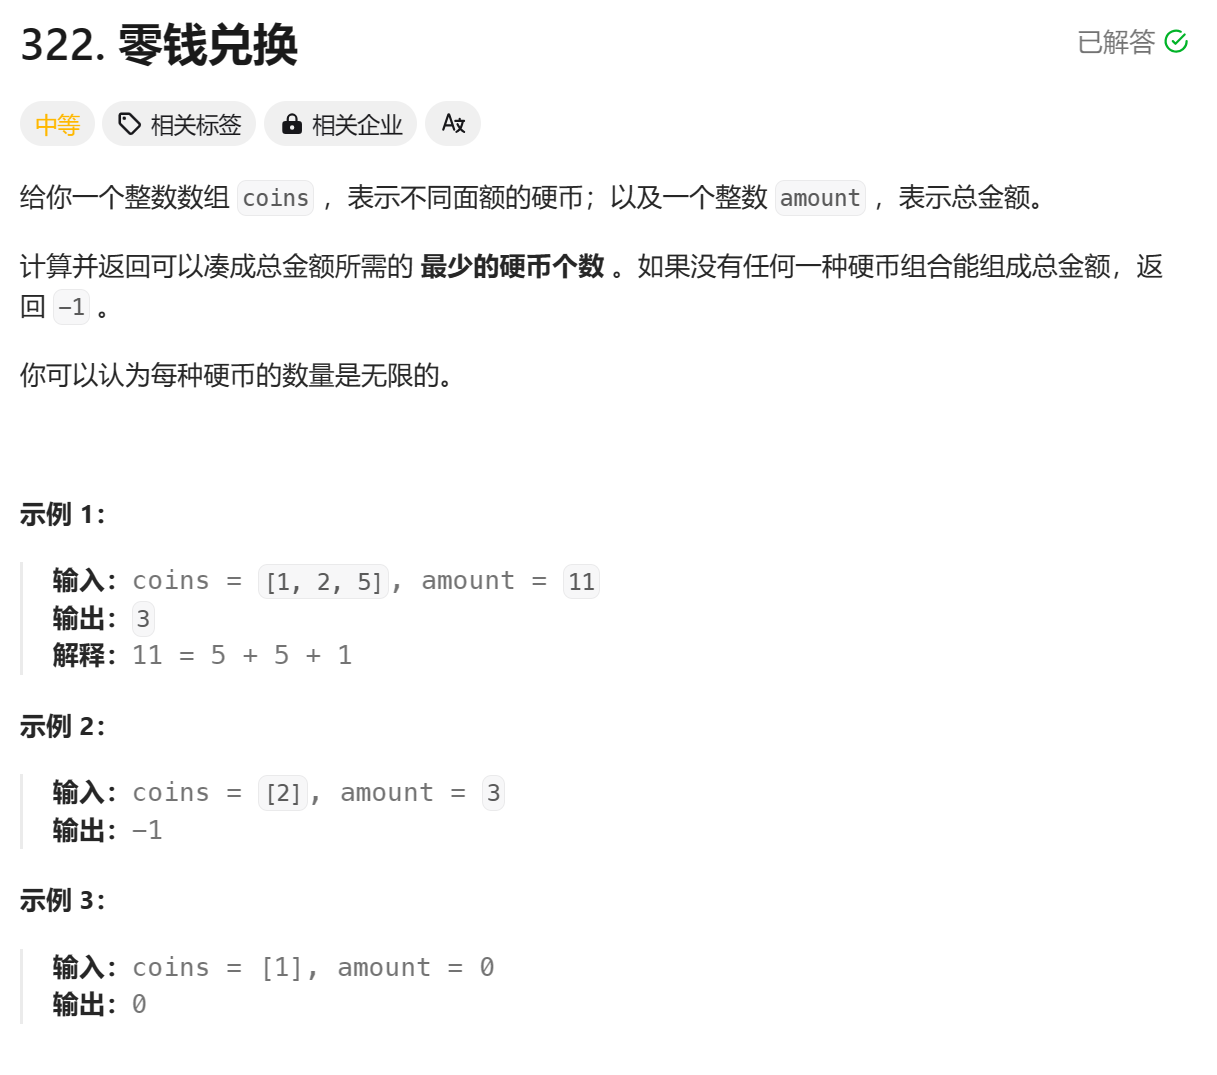 322. 零钱兑换
已解答
中等 相关标签 相关企业 A文
给你一个整数数组 coins ，表示不同面额的硬币；以及一个整数 amount ，表示总金额。
计算并返回可以凑成总金额所需的 最少的硬币个数 。如果没有任何一种硬币组合能组成总金额，返
回 -1 。
你可以认为每种硬币的数量是无限的。
示例 1：
输入：coins = [1, 2, 5], amount = 11
输出：3
解释：11 = 5 + 5 + 1
示例 2：
输入：coins = [2], amount = 3
输出：-1
示例 3：
输入：coins = [1], amount = 0
输出：0